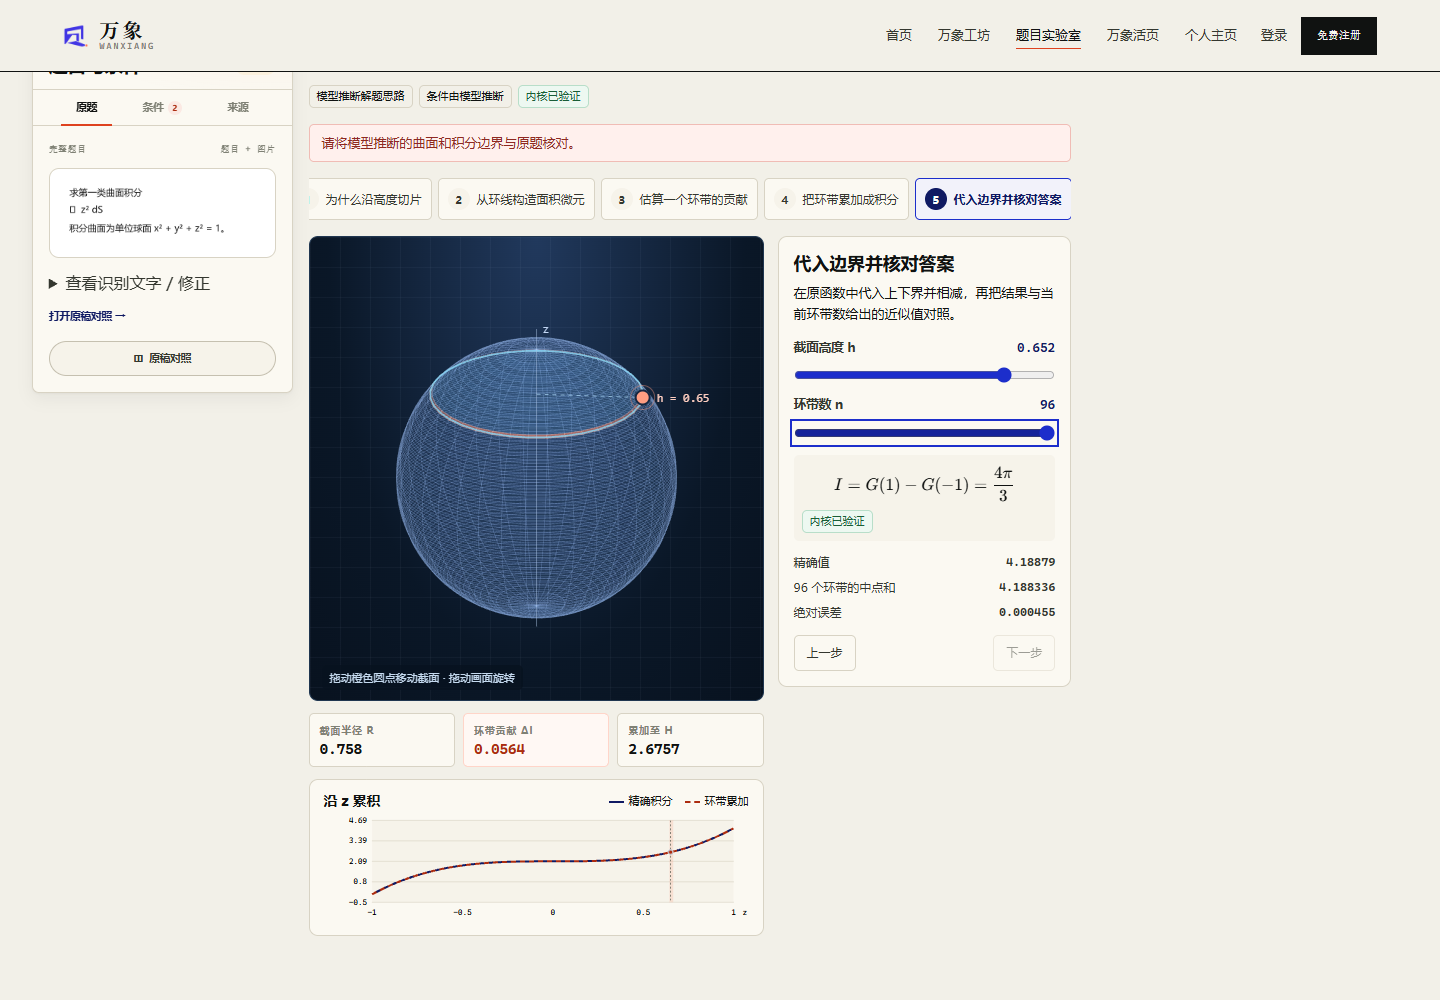 万象
WANXIANG
首页
万象工坊
题目实验室
万象活页
个人主页
登录
免费注册
原题
条件 2
来源
完整题目
题目 + 图片
求第一类曲面积分
□ z² dS
积分曲面为单位球面 x² + y² + z² = 1。
▶ 查看识别文字 / 修正
打开原稿对照 →
原稿对照
模型推断解题思路
条件由模型推断
内核已验证
请将模型推断的曲面和积分边界与原题核对。
为什么沿高度切片
2 从环线构造面积微元
3 估算一个环带的贡献
4 把环带累加成积分
5 代入边界并核对答案
z
h = 0.65
拖动橙色圆点移动截面 · 拖动画面旋转
截面半径 R
0.758
环带贡献 ΔI
0.0564
累加至 H
2.6757
沿 z 累积
精确积分
环带累加
4.69
3.39
2.09
0.8
−0.5
−1
−0.5
0
0.5
1 z
代入边界并核对答案
在原函数中代入上下界并相减，再把结果与当
前环带数给出的近似值对照。
截面高度 h 0.652
环带数 n 96
I = G(1) − G(−1) = 4π/3
内核已验证
精确值 4.18879
96 个环带的中点和 4.188336
绝对误差 0.000455
上一步
下一步